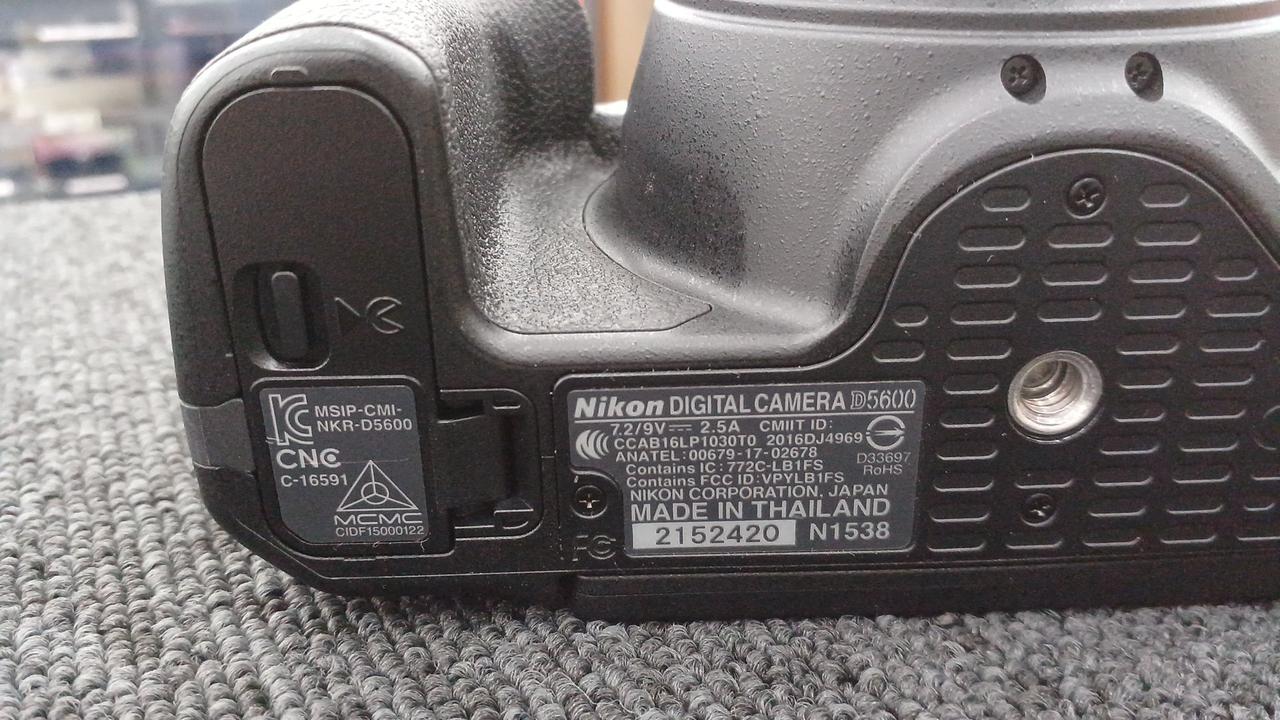 MSIP-CMI-
NKR-D5600
CNC
C-16591
MCMC
CIDF15000122
Nikon DIGITAL CAMERA D5600
7.2/9V⎓ 2.5A CMIIT ID:
CCAB16LP1030T0 2016DJ4969
ANATEL:00679-17-02678
D33697
Contains IC:772C-LB1FS
RoHS
Contains FCC ID:VPYLB1FS
NIKON CORPORATION, JAPAN
MADE IN THAILAND
2152420 N1538
FC